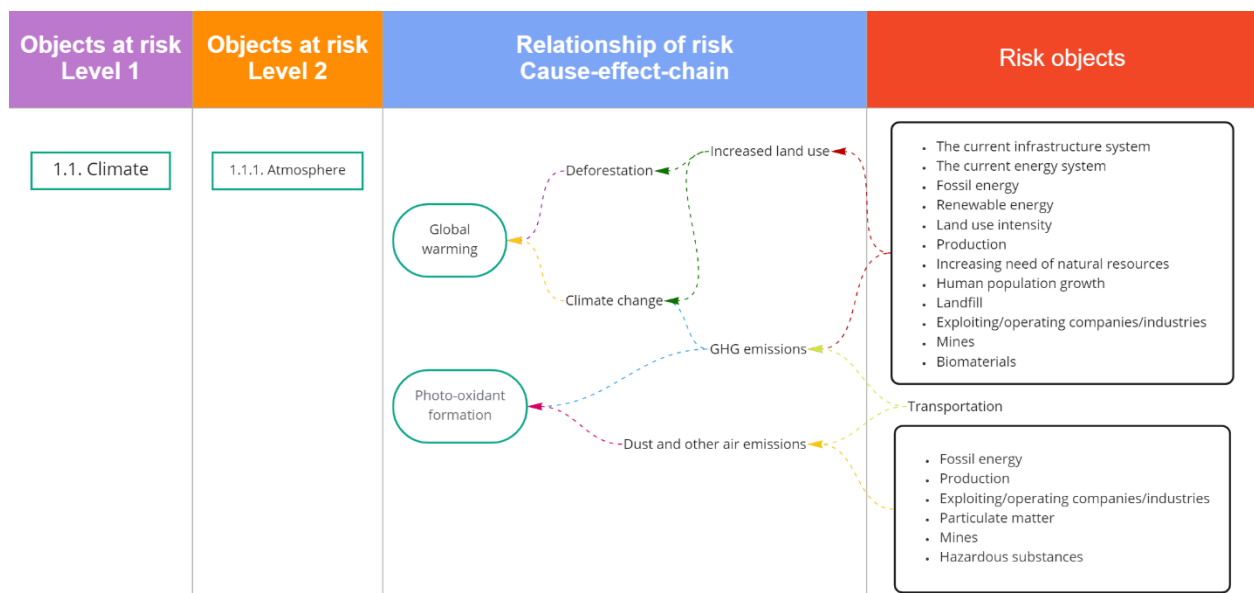 Objects at risk
Level 1
Objects at risk
Level 2
Relationship of risk
Cause-effect-chain
Risk objects
1.1. Climate
1.1.1. Atmosphere
Increased land use
Deforestation
Global
warming
Climate change
GHG emissions
Photo-oxidant
formation
Dust and other air emissions
• The current infrastructure system
• The current energy system
• Fossil energy
• Renewable energy
• Land use intensity
• Production
• Increasing need of natural resources
• Human population growth
• Landfill
• Exploiting/operating companies/industries
• Mines
• Biomaterials
Transportation
• Fossil energy
• Production
• Exploiting/operating companies/industries
• Particulate matter
• Mines
• Hazardous substances